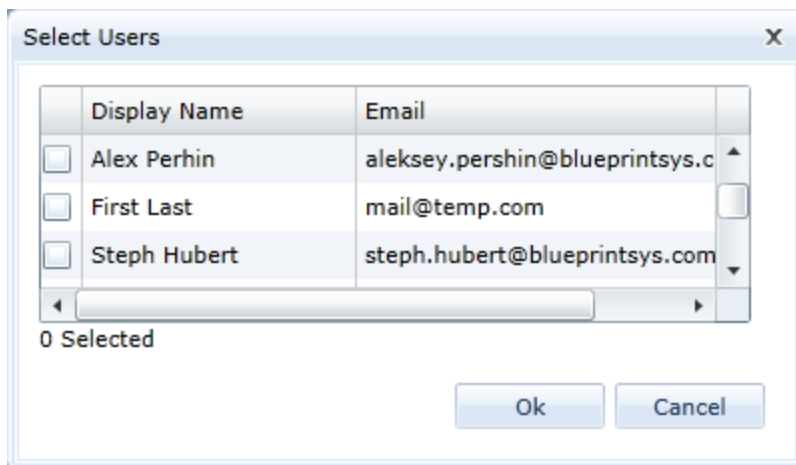 Select Users X
Display Name Email
Alex Perhin aleksey.pershin@blueprintsys.c
First Last mail@temp.com
Steph Hubert steph.hubert@blueprintsys.com
0 Selected
Ok Cancel